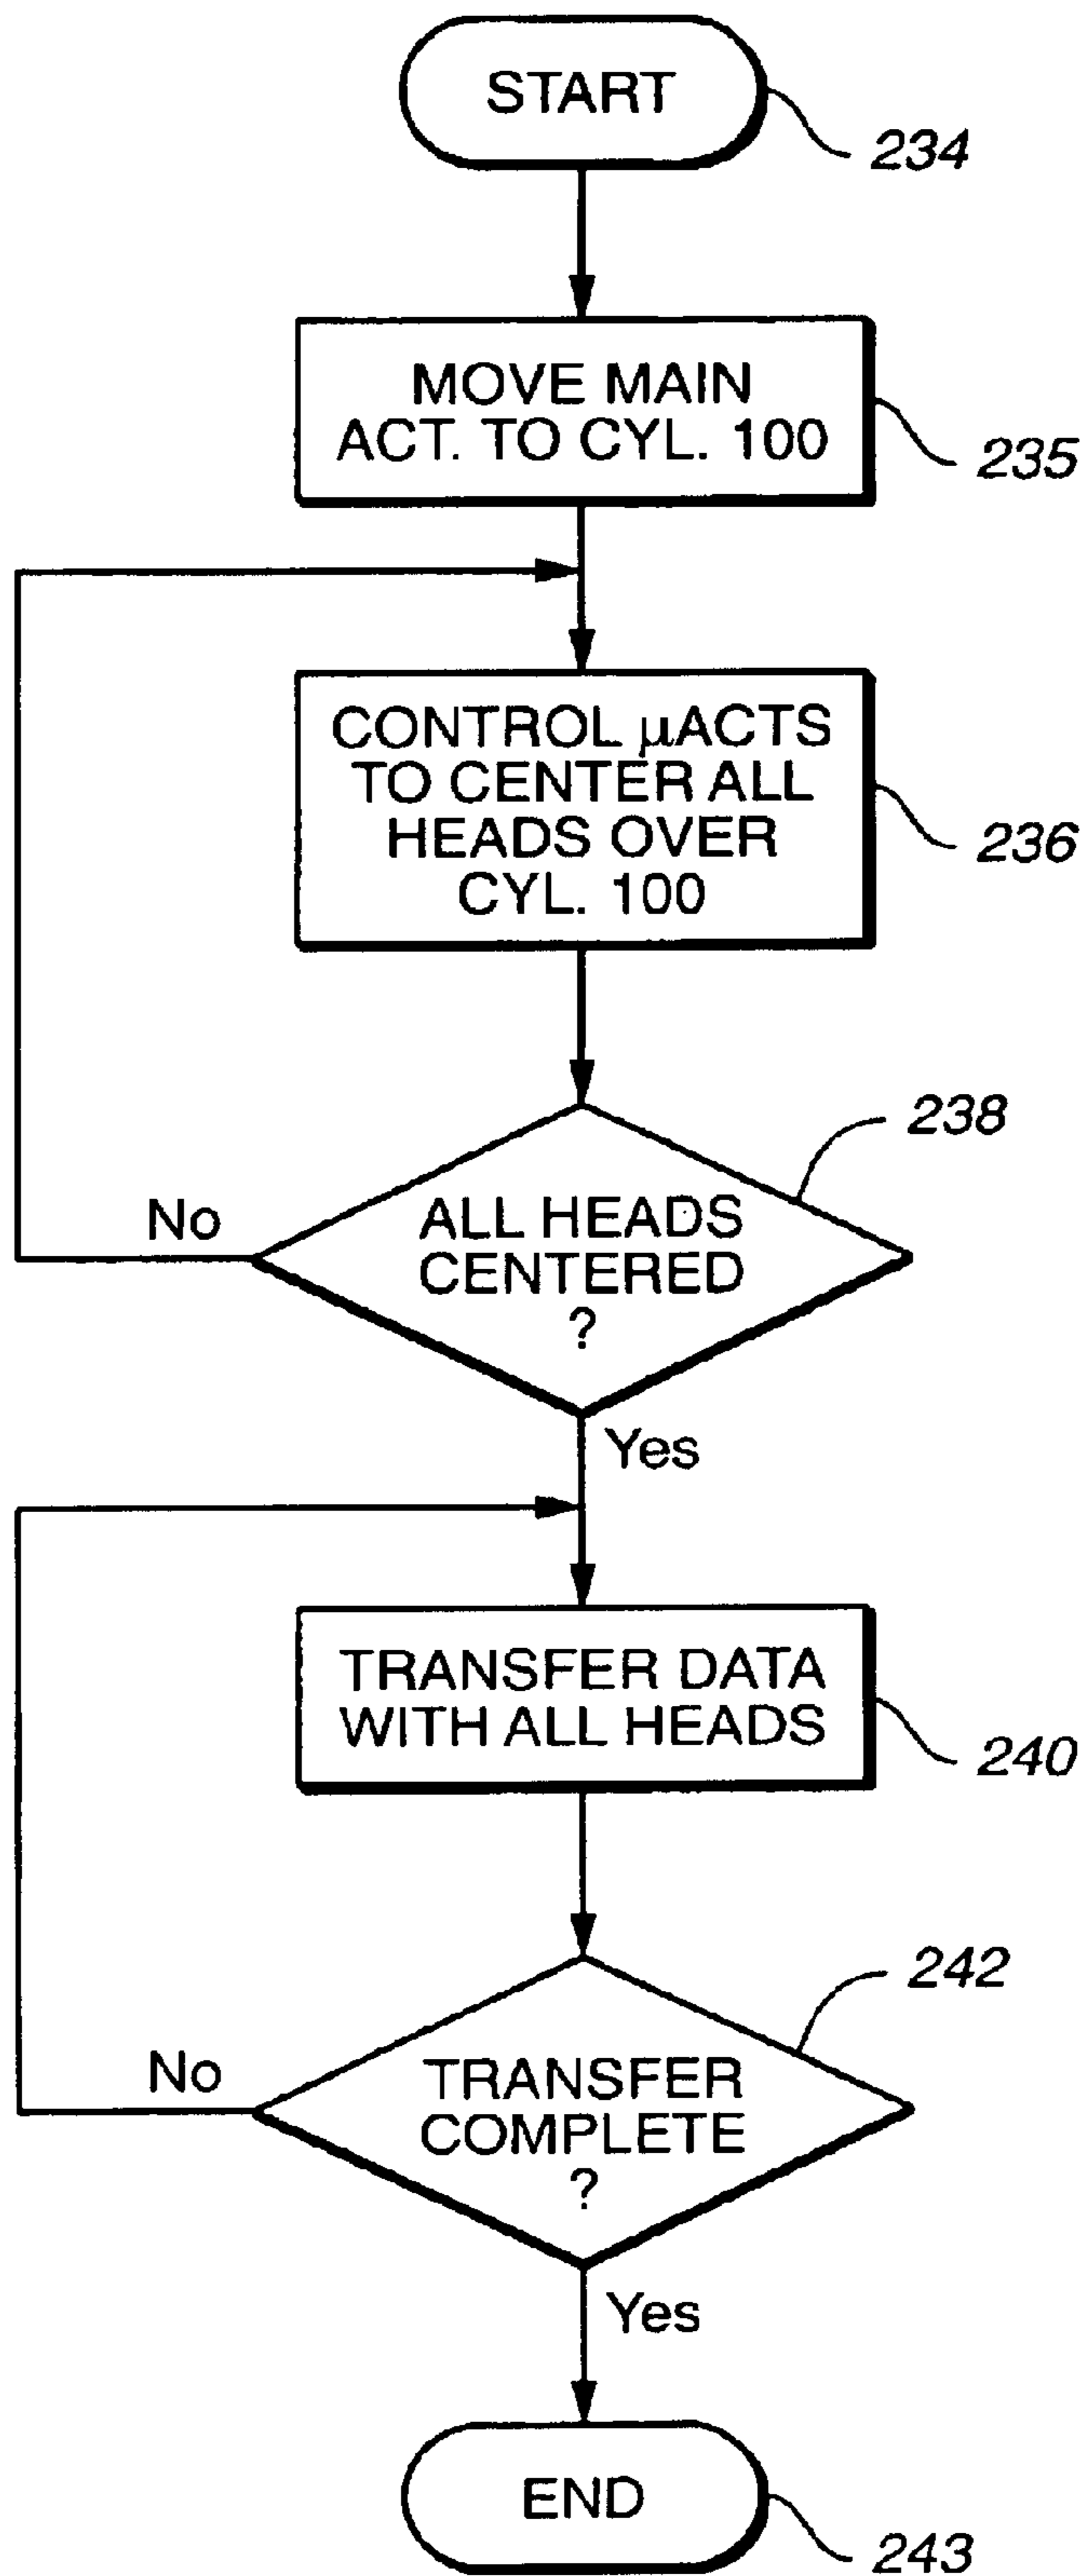 START
234
MOVE MAIN
ACT. TO CYL. 100
235
CONTROL µACTS
TO CENTER ALL
HEADS OVER
CYL. 100
236
238
ALL HEADS
CENTERED
?
No
Yes
TRANSFER DATA
WITH ALL HEADS
240
242
TRANSFER
COMPLETE
?
No
Yes
END
243